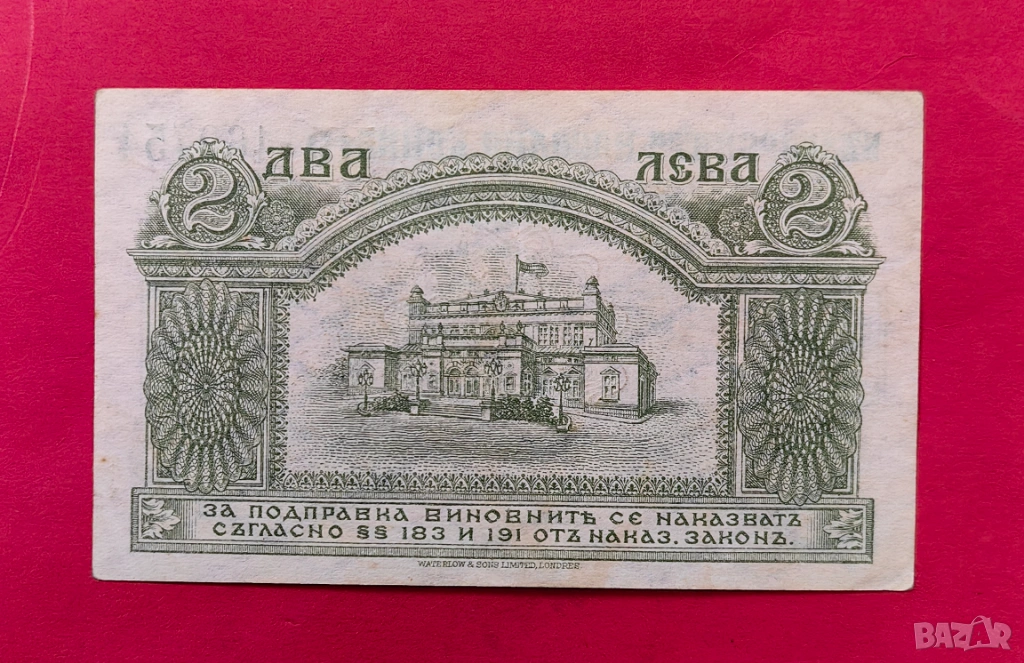 2 ДВА ЛЕВА 2
ЗА ПОДПРАВКА ВИНОВНИТѢ СЕ НАКАЗВАТЪ
СЪГЛАСНО §§ 183 И 191 ОТЪ НАКАЗ. ЗАКОНЪ.
WATERLOW & SONS LIMITED, LONDRES
BAZAR